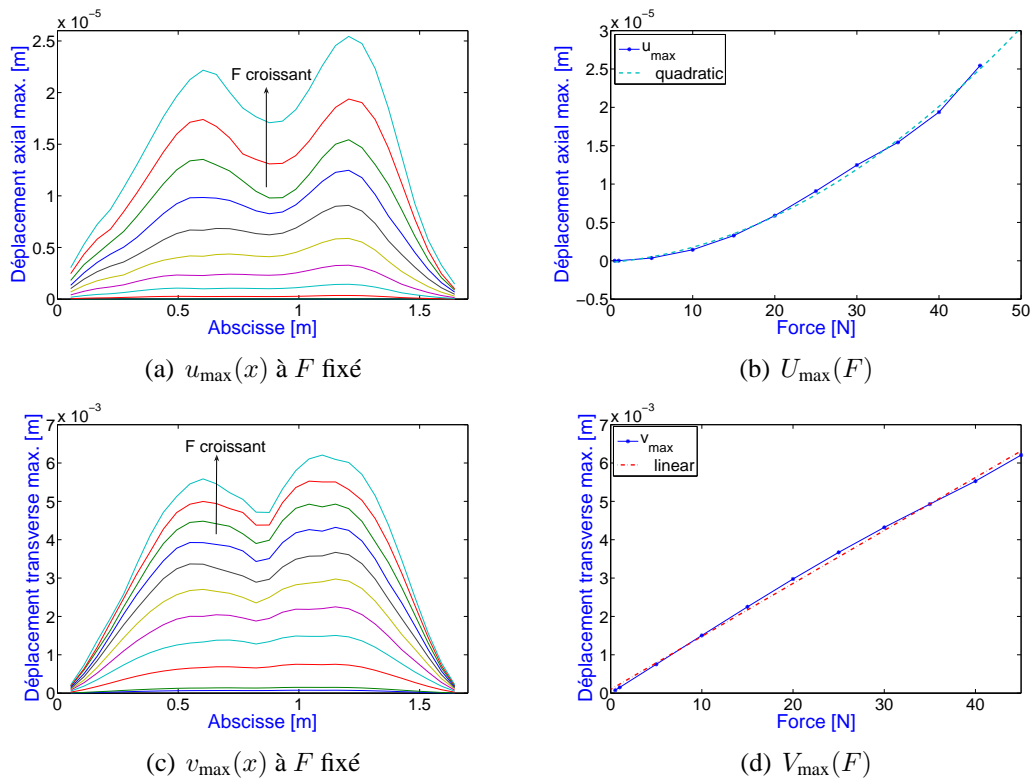 x 10⁻⁵
2.5
2
1.5
1
0.5
0
Déplacement axial max. [m]
F croissant
0 0.5 1 1.5
Abscisse [m]
(a) u_max(x) à F fixé
x 10⁻⁵
3
2.5
2
1.5
1
0.5
0
−0.5
Déplacement axial max. [m]
u_max
quadratic
0 10 20 30 40 50
Force [N]
(b) U_max(F)
x 10⁻³
7
6
5
4
3
2
1
0
Déplacement transverse max. [m]
F croissant
0 0.5 1 1.5
Abscisse [m]
(c) v_max(x) à F fixé
x 10⁻³
7
6
5
4
3
2
1
0
Déplacement transverse max. [m]
v_max
linear
0 10 20 30 40
Force [N]
(d) V_max(F)